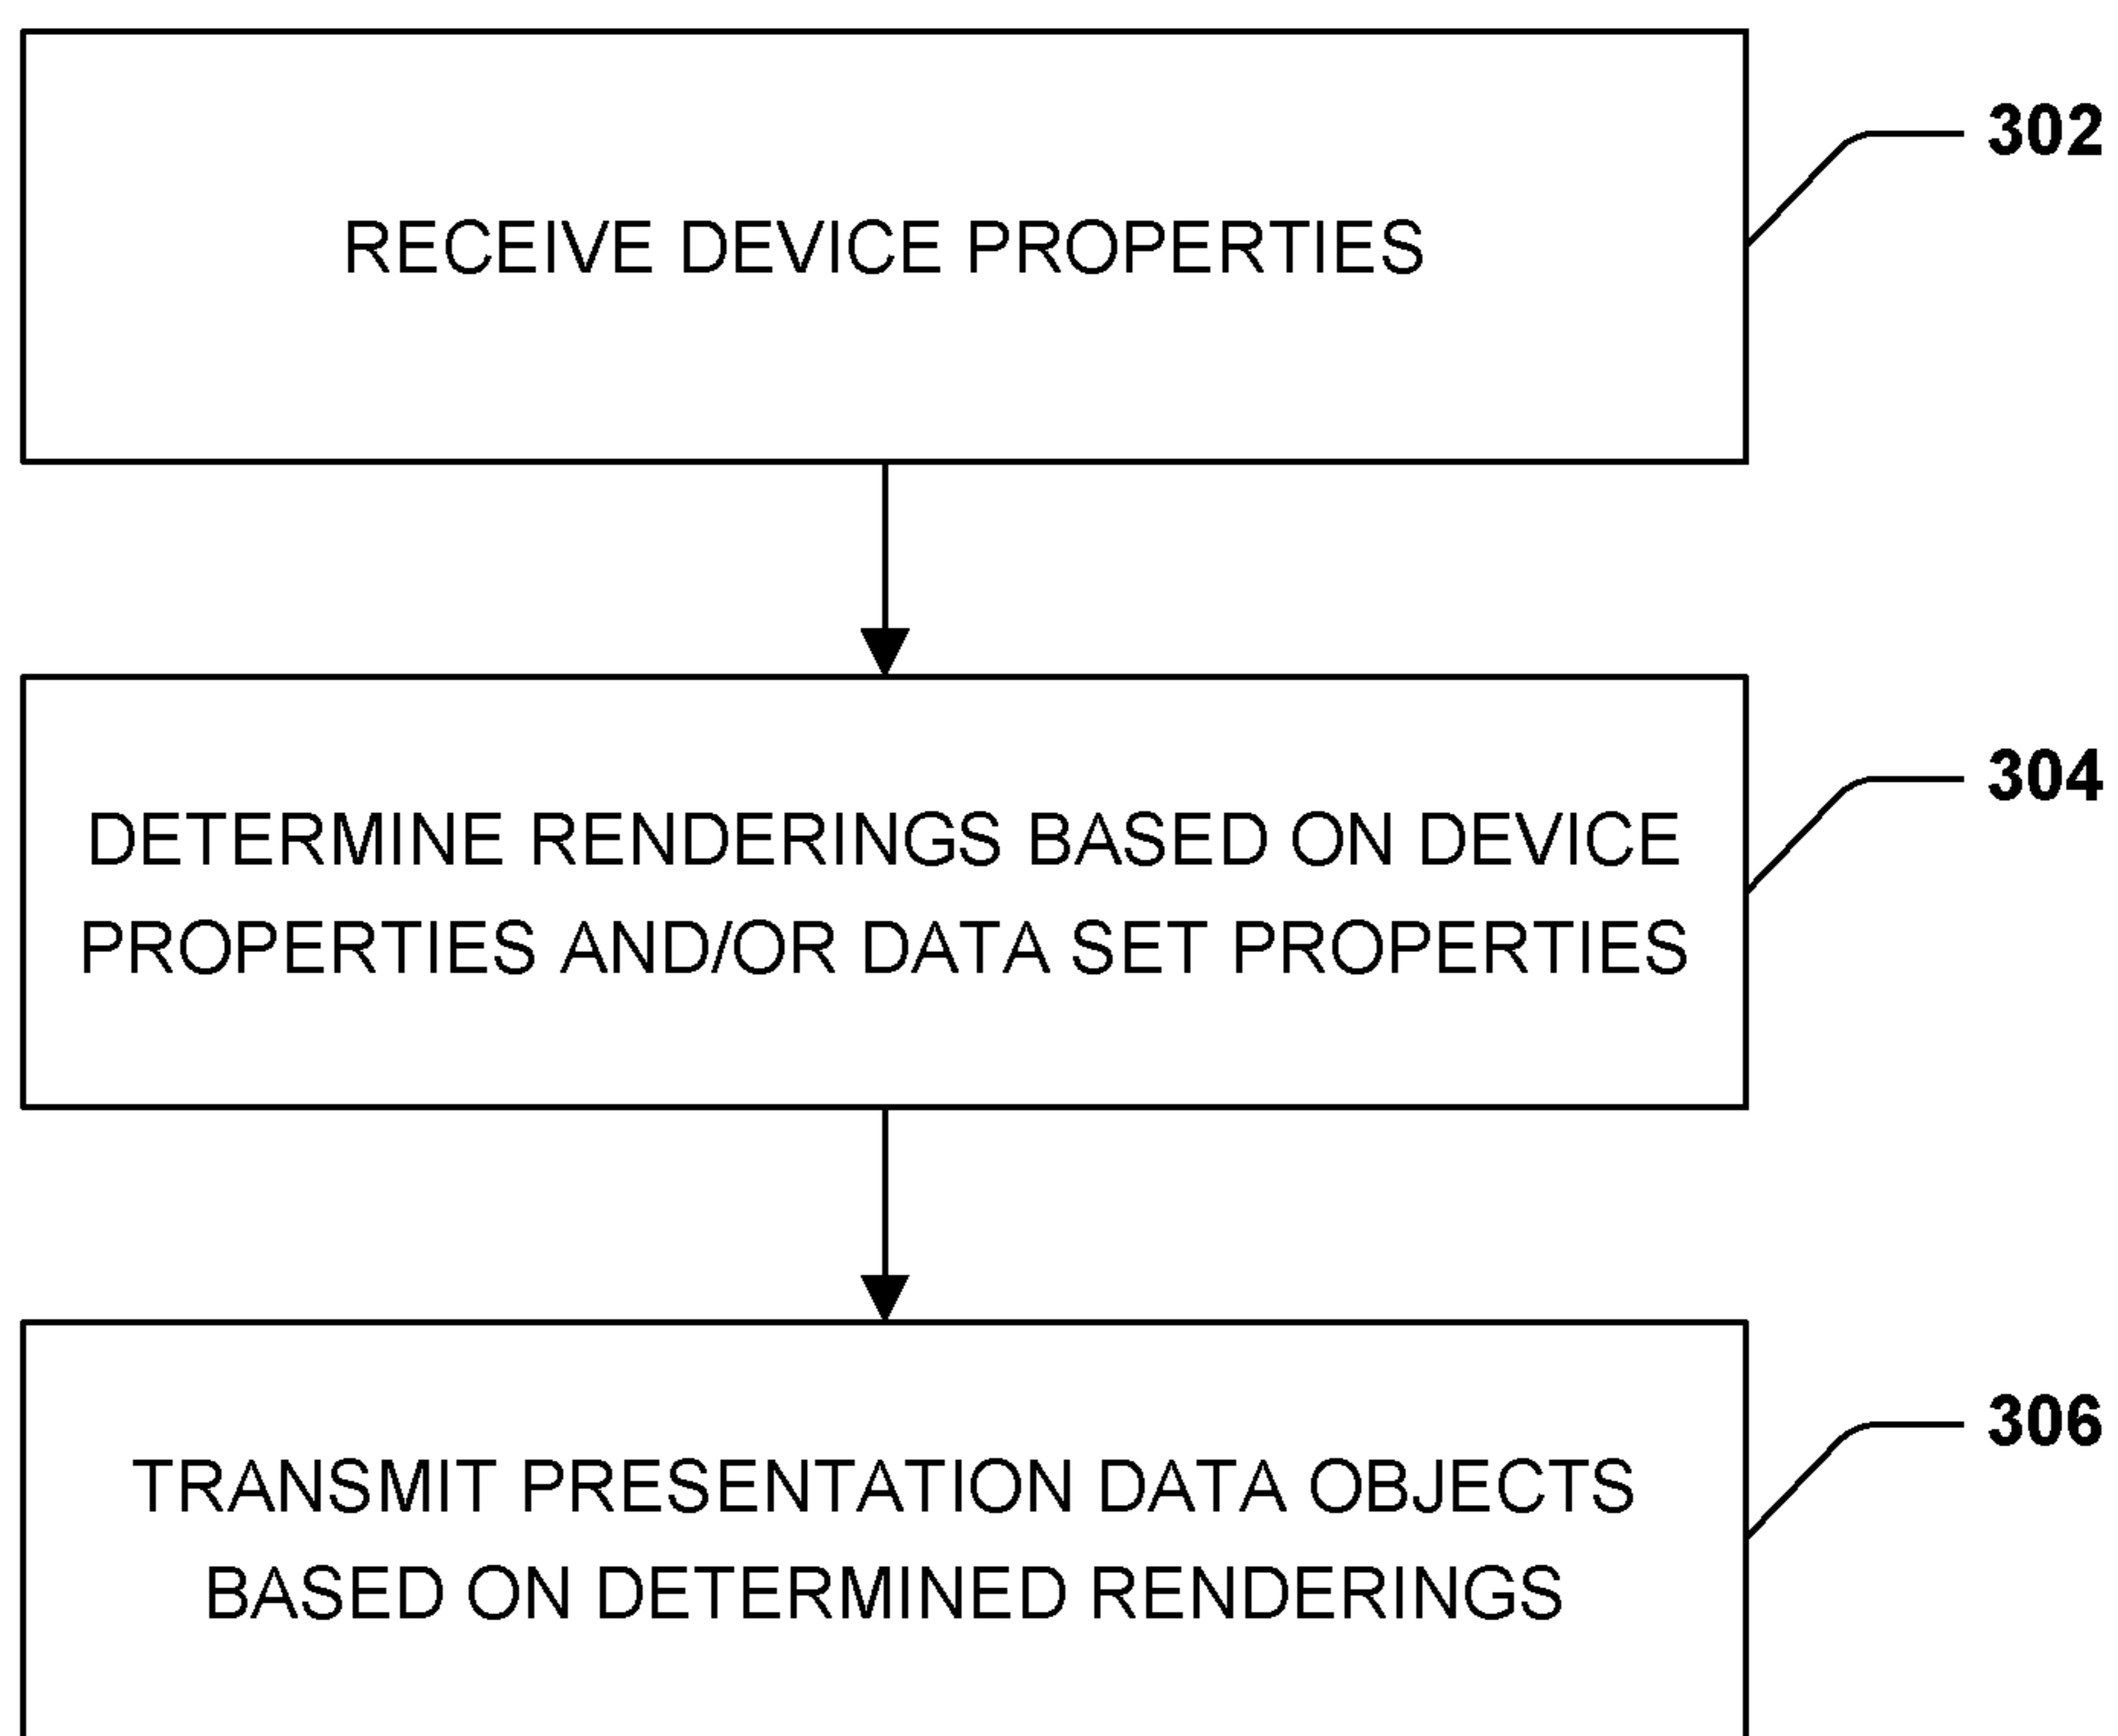 302
RECEIVE DEVICE PROPERTIES
304
DETERMINE RENDERINGS BASED ON DEVICE
PROPERTIES AND/OR DATA SET PROPERTIES
306
TRANSMIT PRESENTATION DATA OBJECTS
BASED ON DETERMINED RENDERINGS